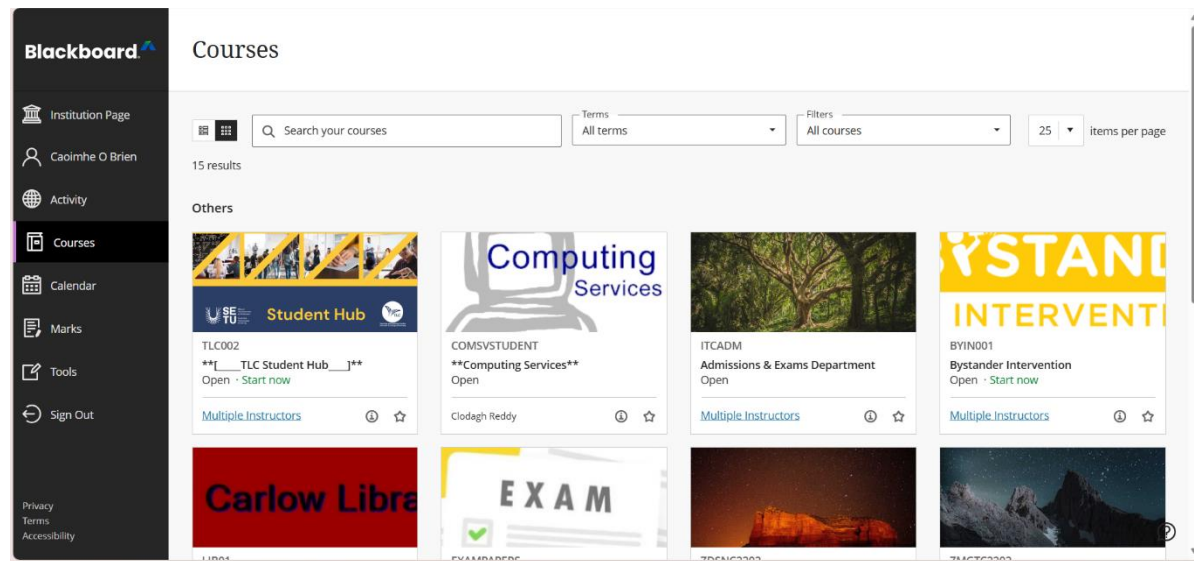 Blackboard
Institution Page
Caoimhe O Brien
Activity
Courses
Calendar
Marks
Tools
Sign Out
Privacy
Terms
Accessibility
Courses
Search your courses
Terms
All terms
Filters
All courses
25
items per page
15 results
Others
SETU Student Hub
TLC002
**[____TLC Student Hub___]**
Open · Start now
Multiple Instructors
Computing
Services
COMSVSTUDENT
**Computing Services**
Open
Clodagh Reddy
ITCADM
Admissions & Exams Department
Open
Multiple Instructors
YSTAND
INTERVENTI
BYIN001
Bystander Intervention
Open · Start now
Multiple Instructors
Carlow Libra
EXAM